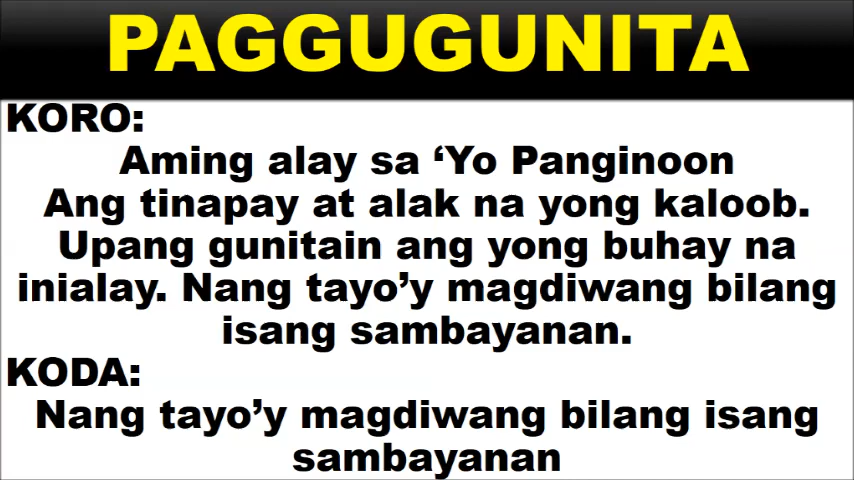 PAGGUGUNITA
KORO:
Aming alay sa ‘Yo Panginoon
Ang tinapay at alak na yong kaloob.
Upang gunitain ang yong buhay na
inialay. Nang tayo’y magdiwang bilang
isang sambayanan.
KODA:
Nang tayo’y magdiwang bilang isang
sambayanan